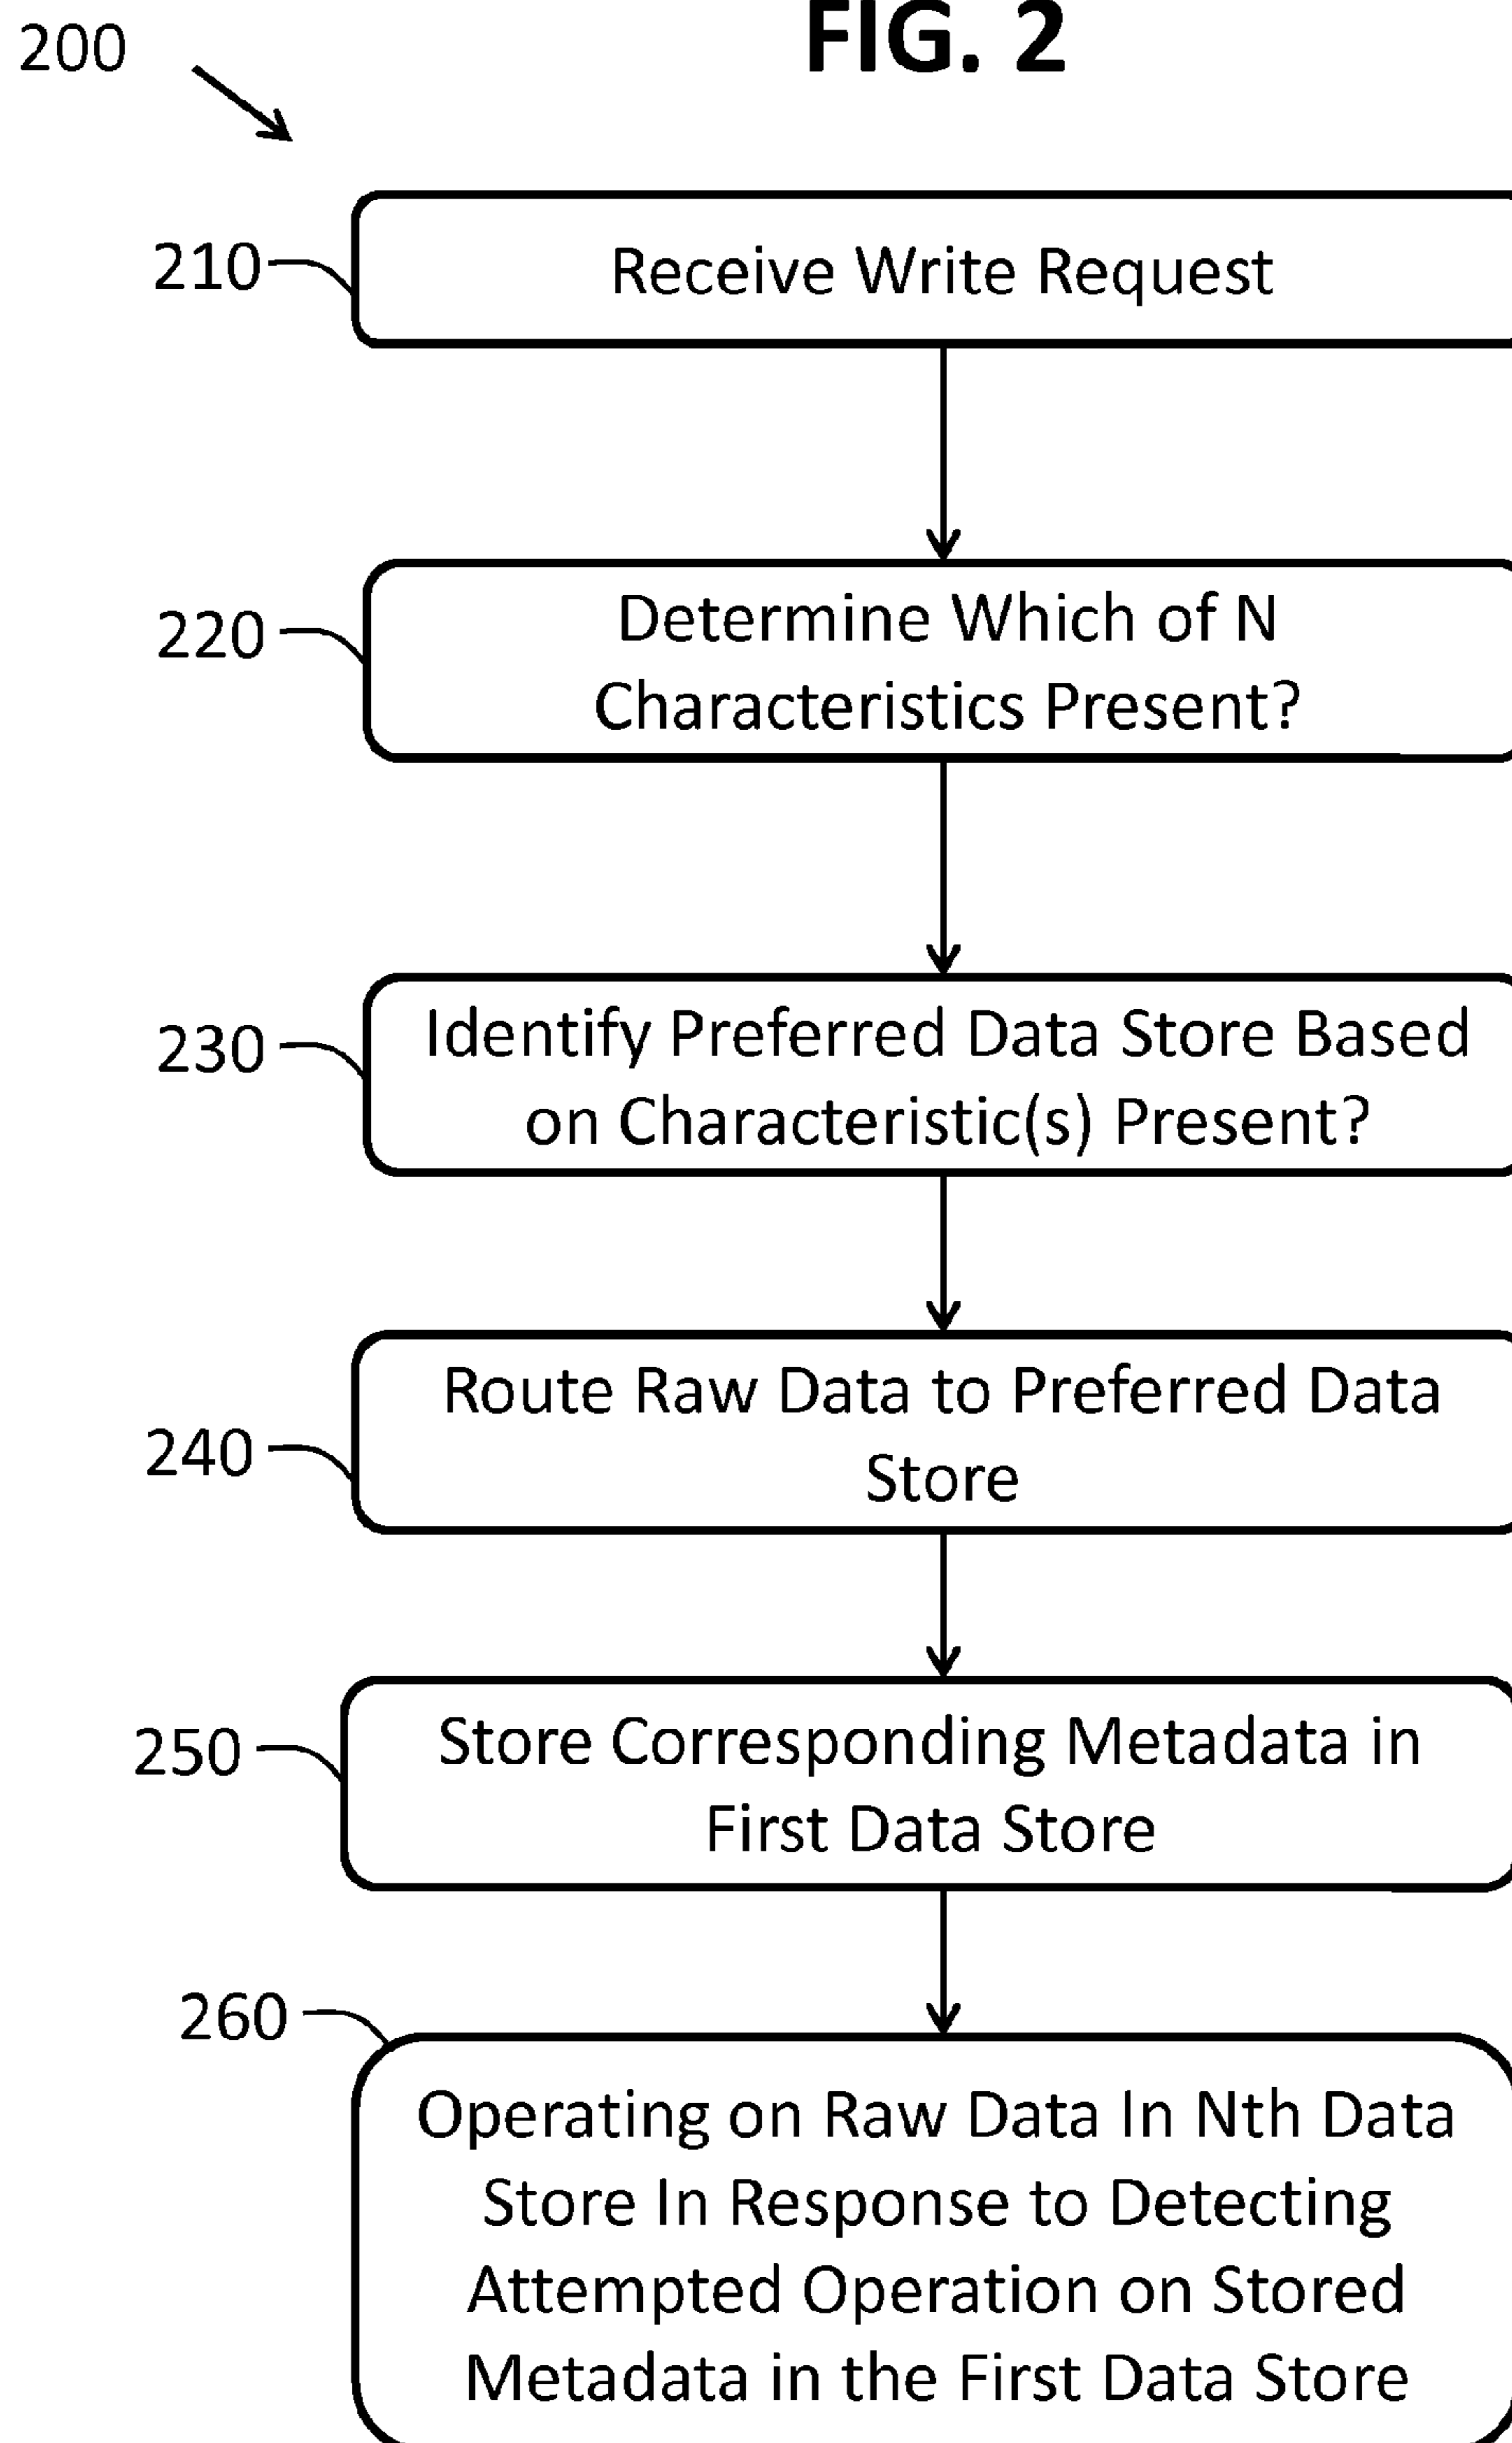 200
FIG. 2
210
Receive Write Request
220
Determine Which of N
Characteristics Present?
230
Identify Preferred Data Store Based
on Characteristic(s) Present?
240
Route Raw Data to Preferred Data
Store
250
Store Corresponding Metadata in
First Data Store
260
Operating on Raw Data In Nth Data
Store In Response to Detecting
Attempted Operation on Stored
Metadata in the First Data Store